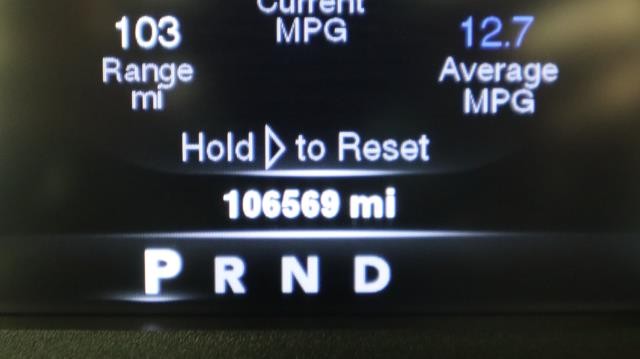 Current
103 MPG 12.7
Range Average
mi MPG
Hold to Reset
106569 mi
P R N D